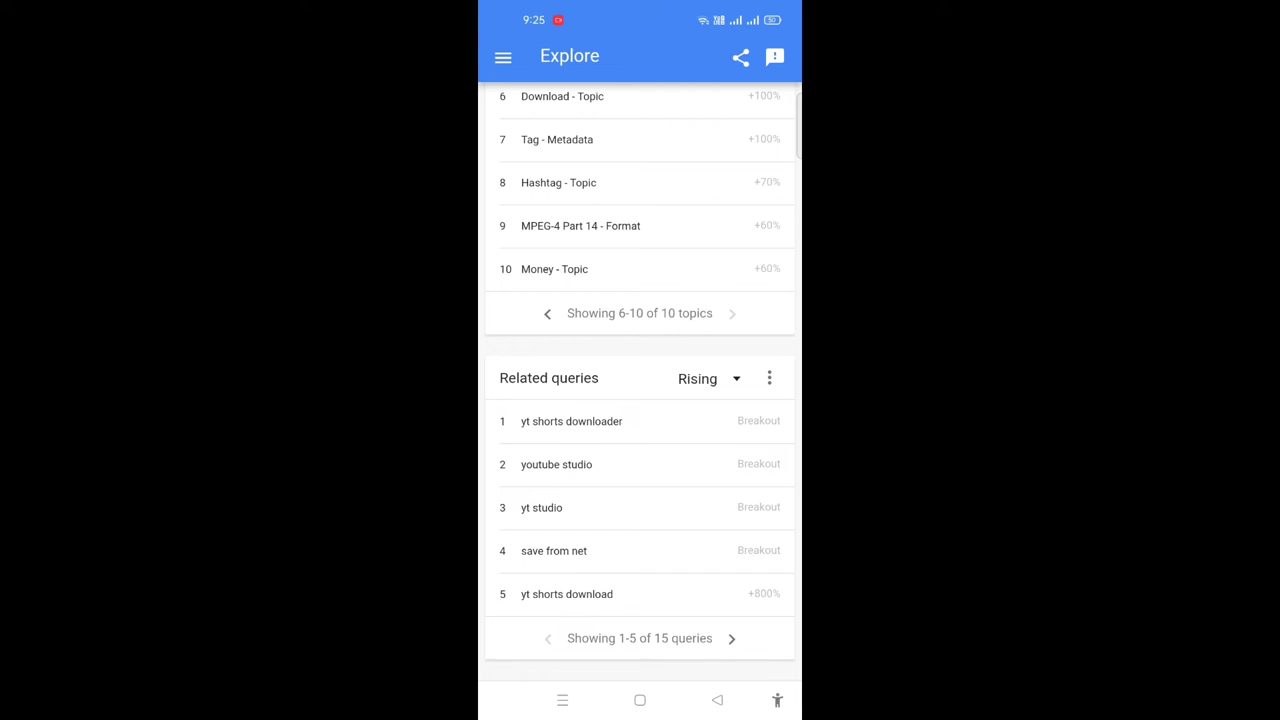 9:25
50
Explore
6 Download - Topic +100%
7 Tag - Metadata +100%
8 Hashtag - Topic +70%
9 MPEG-4 Part 14 - Format +60%
10 Money - Topic +60%
Showing 6-10 of 10 topics
Related queries Rising
1 yt shorts downloader Breakout
2 youtube studio Breakout
3 yt studio Breakout
4 save from net Breakout
5 yt shorts download +800%
Showing 1-5 of 15 queries